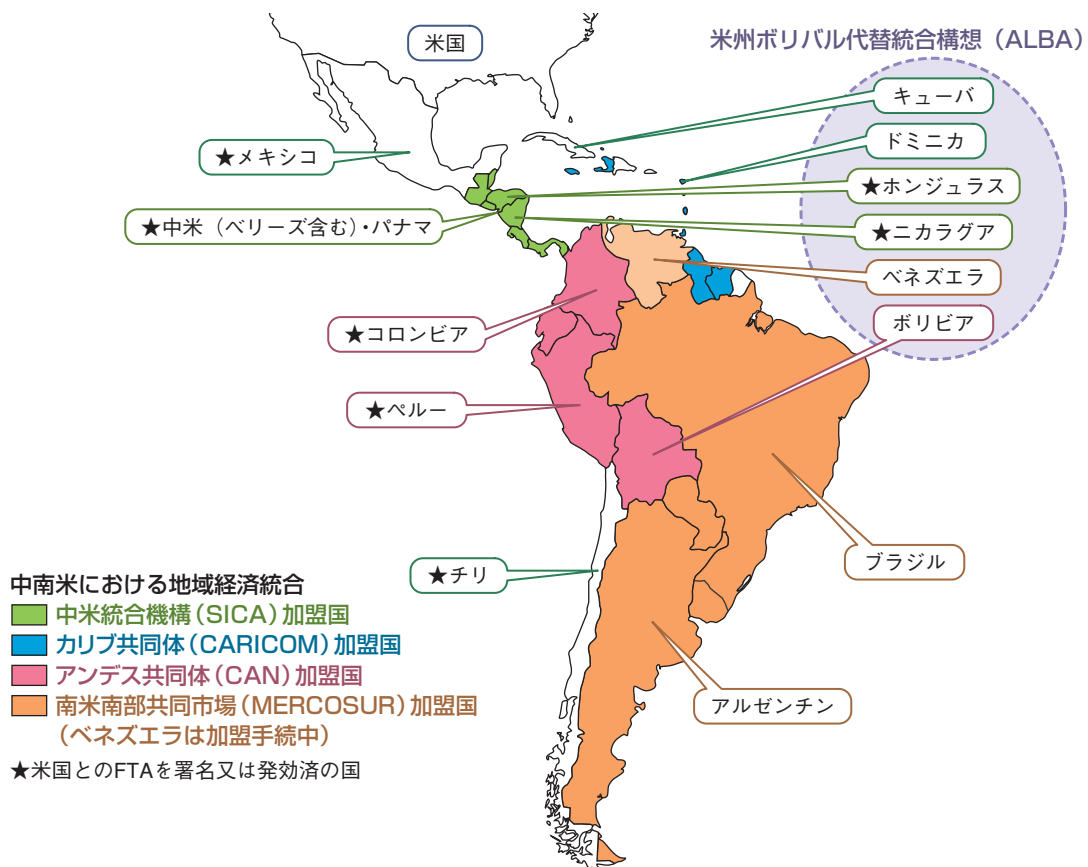 米国
米州ボリバル代替統合構想（ALBA）
キューバ
ドミニカ
★メキシコ
★ホンジュラス
★中米（ベリーズ含む）・パナマ
★ニカラグア
ベネズエラ
★コロンビア
ボリビア
★ペルー
ブラジル
★チリ
アルゼンチン
中南米における地域経済統合
中米統合機構（SICA）加盟国
カリブ共同体（CARICOM）加盟国
アンデス共同体（CAN）加盟国
南米南部共同市場（MERCOSUR）加盟国
（ベネズエラは加盟手続中）
★米国とのFTAを署名又は発効済の国